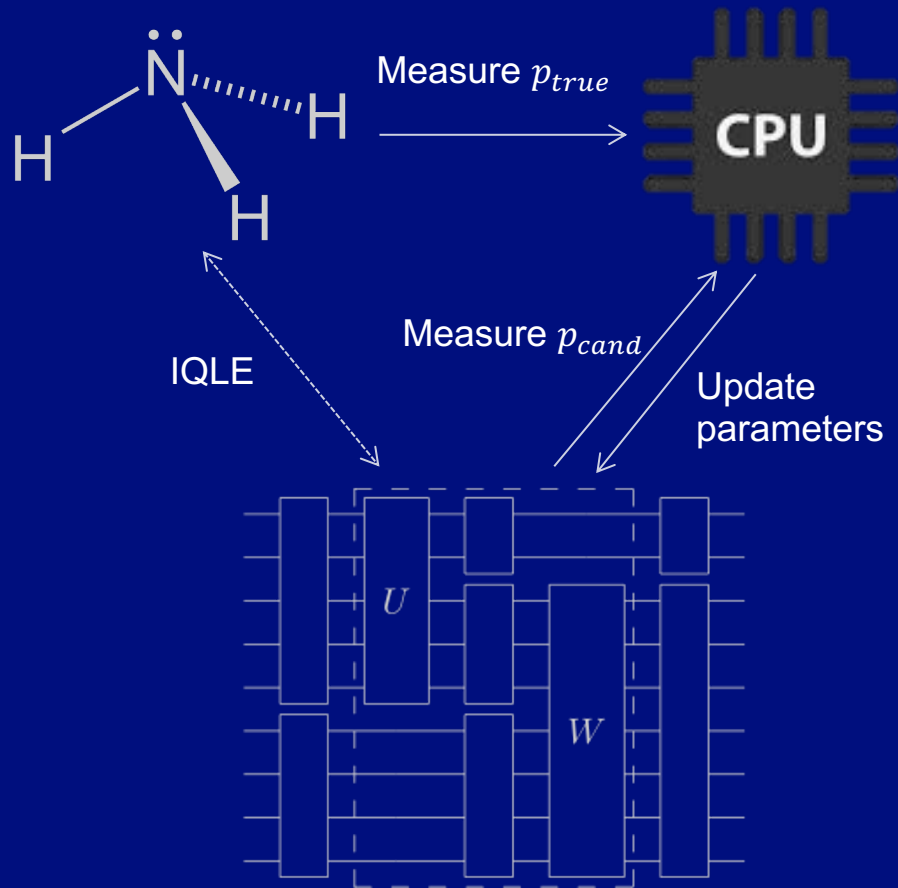 N
H
H
H
Measure p_true
CPU
IQLE
Measure p_cand
Update
parameters
U
W